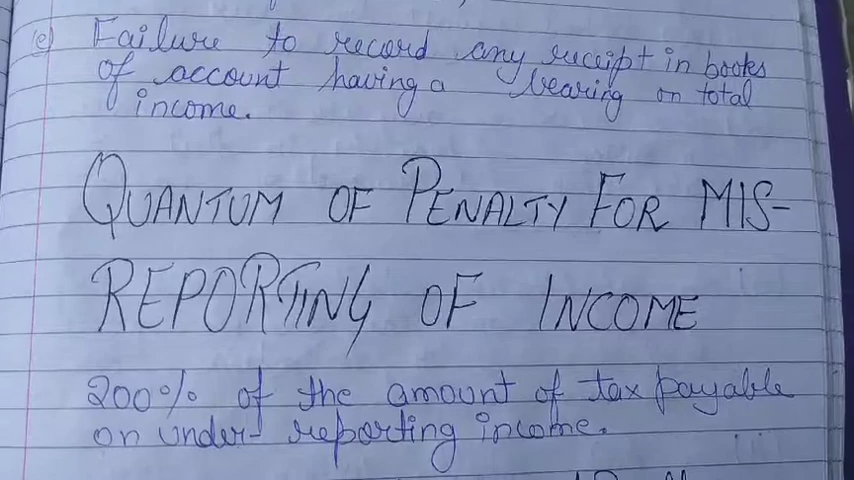 (e) Failure to record any receipt in books
of account having a bearing on total
income.
QUANTUM OF PENALTY FOR MIS-
REPORTING OF INCOME
200% of the amount of tax payable
on under-reporting income.